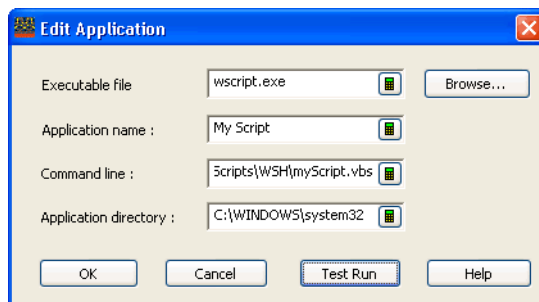 Edit Application
Executable file wscript.exe Browse...
Application name : My Script
Command line : Scripts\WSH\myScript.vbs
Application directory : C:\WINDOWS\system32
OK Cancel Test Run Help